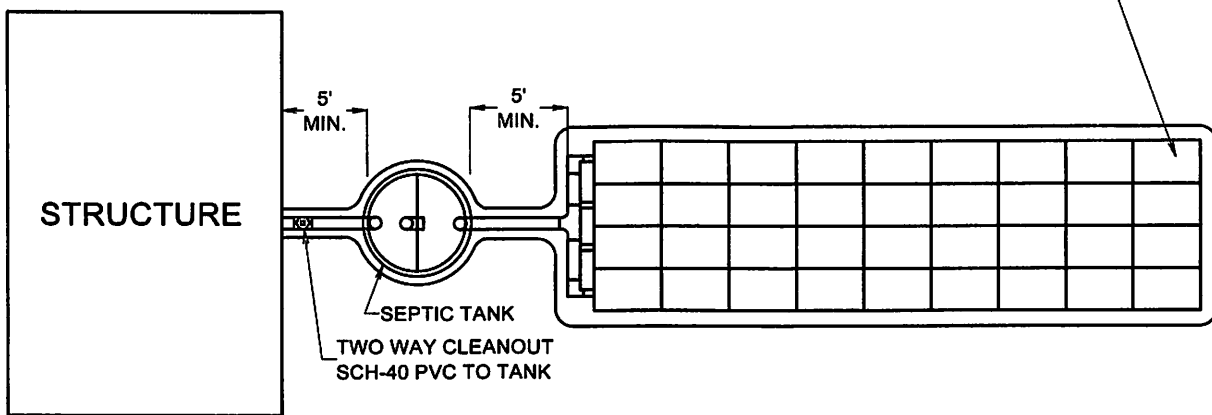 5'
MIN.
5'
MIN.
STRUCTURE
SEPTIC TANK
TWO WAY CLEANOUT
SCH-40 PVC TO TANK